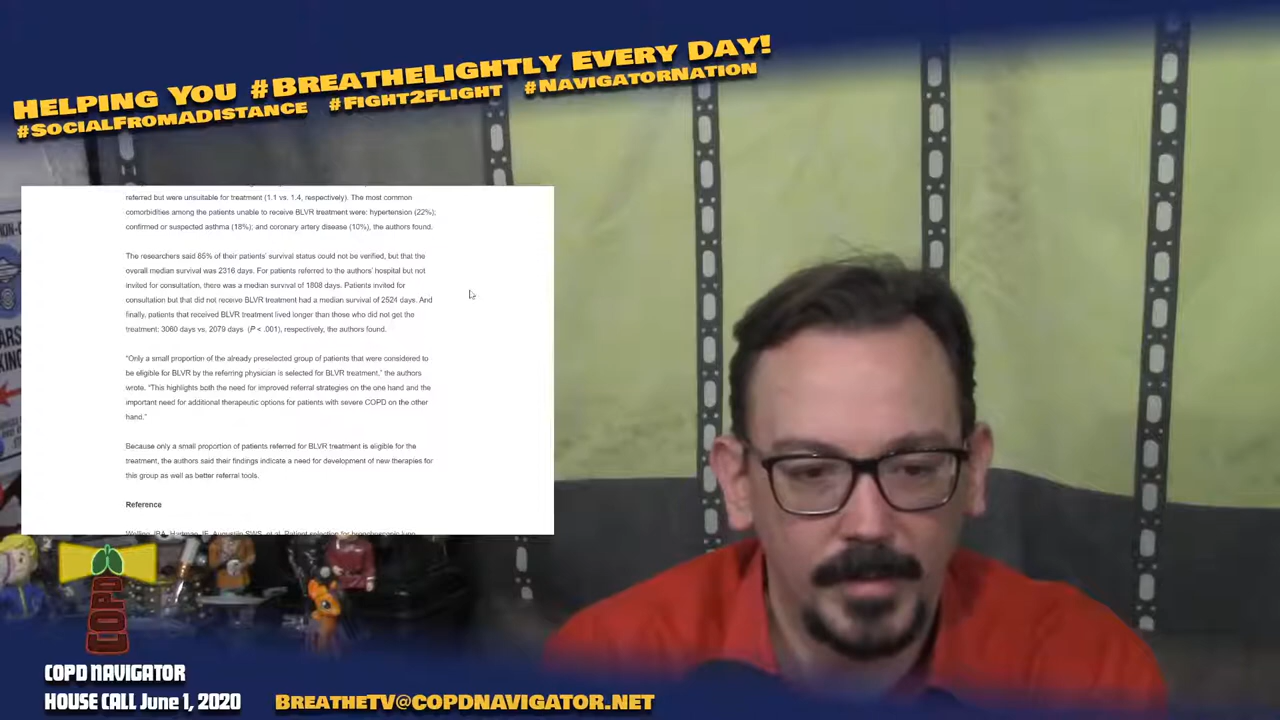 HELPING YOU #BREATHELIGHTLY EVERY DAY!
#SOCIALFROMADISTANCE #FIGHT2FLIGHT #NAVIGATORNATION
referred but were unsuitable for treatment (1.1 vs. 1.4, respectively). The most common
comorbidities among the patients unable to receive BLVR treatment were: hypertension (22%);
confirmed or suspected asthma (18%); and coronary artery disease (10%), the authors found.
The researchers said 85% of their patients' survival status could not be verified, but that the
overall median survival was 2316 days. For patients referred to the authors' hospital but not
invited for consultation, there was a median survival of 1808 days. Patients invited for
consultation but that did not receive BLVR treatment had a median survival of 2524 days. And
finally, patients that received BLVR treatment lived longer than those who did not get the
treatment: 3060 days vs. 2079 days (P < .001), respectively, the authors found.
"Only a small proportion of the already preselected group of patients that were considered to
be eligible for BLVR by the referring physician is selected for BLVR treatment," the authors
wrote. "This highlights both the need for improved referral strategies on the one hand and the
important need for additional therapeutic options for patients with severe COPD on the other
hand."
Because only a small proportion of patients referred for BLVR treatment is eligible for the
treatment, the authors said their findings indicate a need for development of new therapies for
this group as well as better referral tools.
Reference
COPD
COPD NAVIGATOR
HOUSE CALL June 1, 2020
BREATHETV@COPDNAVIGATOR.NET